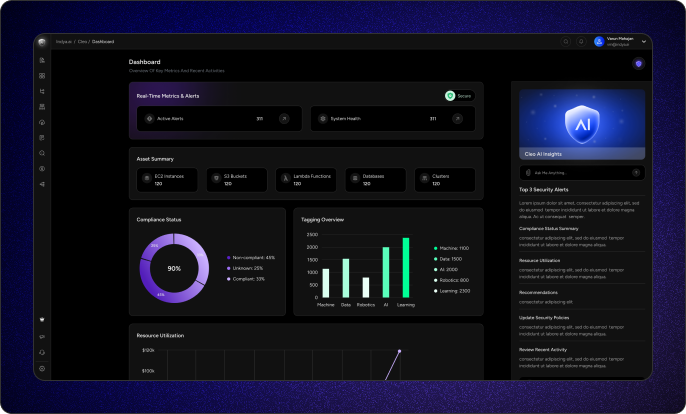 Indya.ai / Cleo / Dashboard
Varun Mahajan
Dashboard
Overview Of Key Metrics And Recent Activities
Real-Time Metrics & Alerts
Secure
Active Alerts
311
System Health
311
Asset Summary
EC2 Instances
120
S3 Buckets
120
Lambda Functions
120
Databases
120
Clusters
120
Compliance Status
90%
45%
Non-compliant: 45%
Unknown: 20%
Compliant: 33%
Tagging Overview
2500
2000
1500
1000
500
0
Machine
Data
Robotics
AI
Learning
Machine: 1100
Data: 1500
AI: 2000
Robotics: 800
Learning: 2300
Resource Utilization
$120k
$100k
AI
Cleo AI Insights
Ask Me Anything...
Top 3 Security Alerts
Lorem ipsum dolor sit amet, consectetur
adipiscing elit, sed do eiusmod tempor
incididunt ut labore et dolore magna
aliqua. Ac ut consequat semper.
Compliance Status Summary
consectetur adipiscing elit, sed do eiusmod tempor
incididunt ut labore et dolore magna aliqua.
Resource Utilization
consectetur adipiscing elit, sed do eiusmod tempor
incididunt ut labore et dolore magna aliqua.
Recommendations
consectetur adipiscing elit
Update Security Policies
consectetur adipiscing elit, sed do eiusmod tempor
incididunt ut labore et dolore magna aliqua.
Review Recent Activity
consectetur adipiscing elit, sed do eiusmod tempor
incididunt ut labore et dolore magna aliqua.